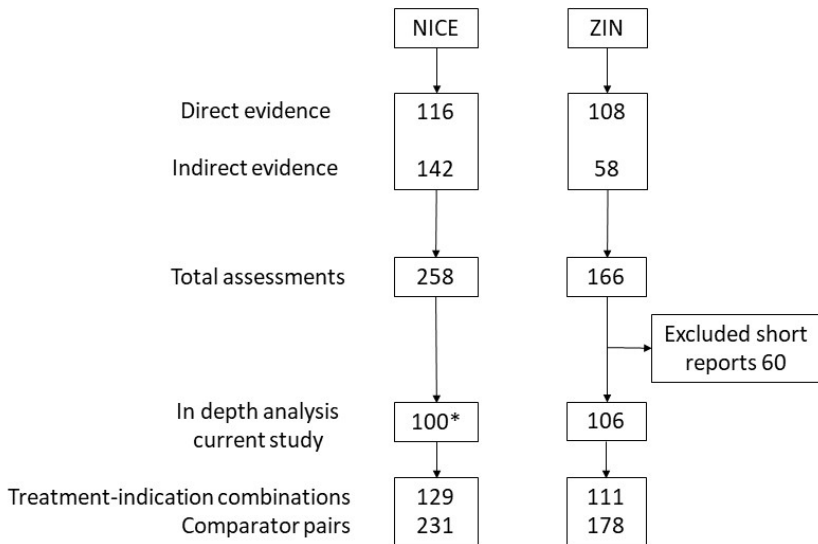 NICE ZIN
Direct evidence 116 108
Indirect evidence 142 58
Total assessments 258 166
Excluded short
reports 60
In depth analysis
current study
100* 106
Treatment-indication combinations 129 111
Comparator pairs 231 178